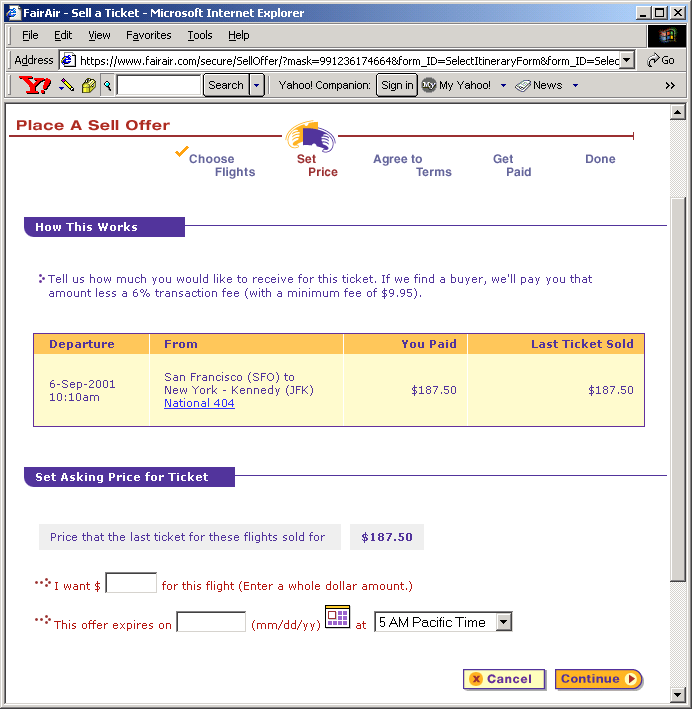 FairAir - Sell a Ticket - Microsoft Internet Explorer
File Edit View Favorites Tools Help
Address https://www.fairair.com/secure/SellOffer/?mask=991236174664&form_ID=SelectItineraryForm&form_ID=Selec Go
Y! Search Yahoo! Companion: Sign in My My Yahoo! News »
Place A Sell Offer
Choose Flights
Set Price
Agree to Terms
Get Paid
Done
How This Works
Tell us how much you would like to receive for this ticket. If we find a buyer, we'll pay you that
amount less a 6% transaction fee (with a minimum fee of $9.95).
Departure From You Paid Last Ticket Sold
6-Sep-2001
10:10am
San Francisco (SFO) to
New York - Kennedy (JFK)
National 404
$187.50 $187.50
Set Asking Price for Ticket
Price that the last ticket for these flights sold for $187.50
I want $ for this flight (Enter a whole dollar amount.)
This offer expires on (mm/dd/yy) at 5 AM Pacific Time
Cancel Continue